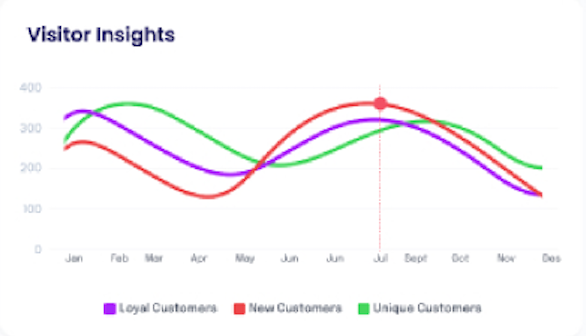 Visitor Insights
400
300
200
100
0
Jan Feb Mar Apr May Jun Jun Jul Sept Oct Nov Des
Loyal Customers New Customers Unique Customers